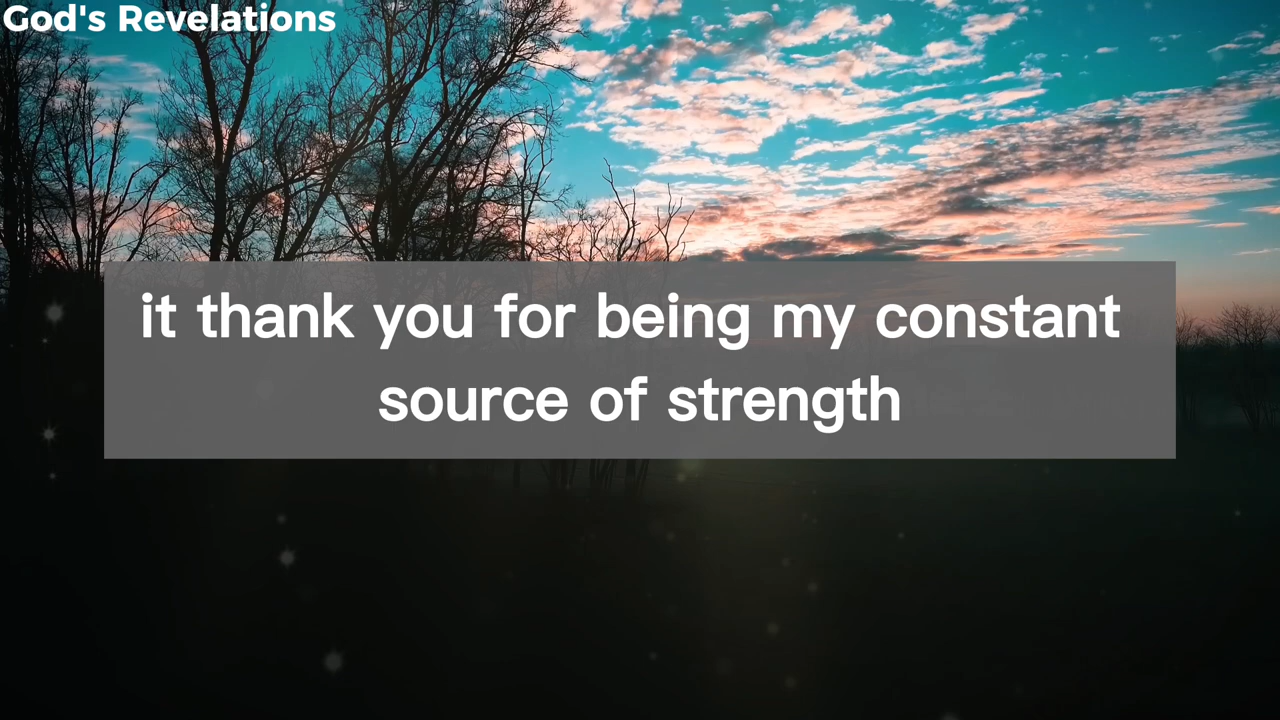 God's Revelations
it thank you for being my constant
source of strength